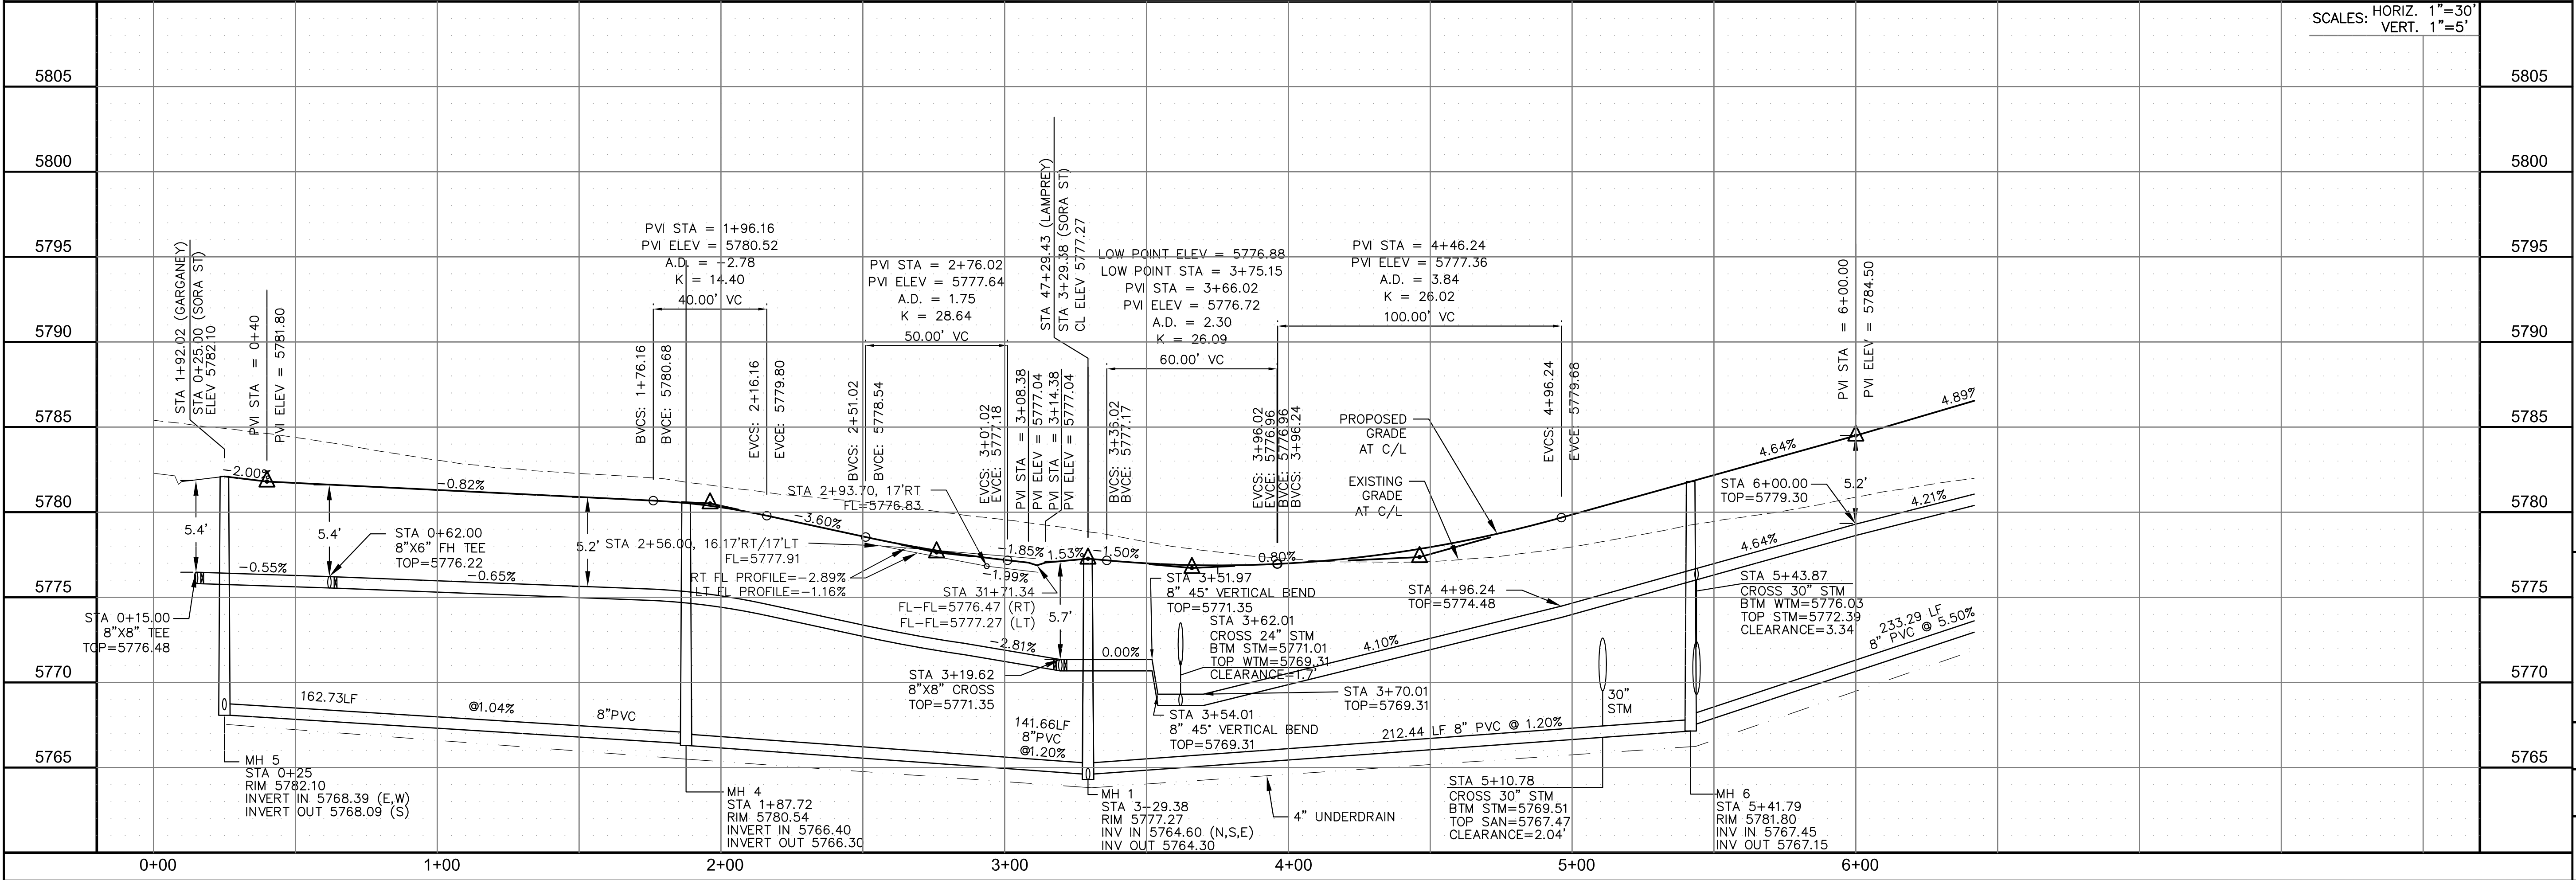 SCALES: HORIZ. 1"=30'
VERT. 1"=5'
5805
5800
5795
5790
5785
5780
5775
5770
5765
5805
5800
5795
5790
5785
5780
5775
5770
5765
STA 1+92.02 (GARGANEY)
STA 0+25.00 (SORA ST)
ELEV 5782.10
PVI STA = 0+40
PVI ELEV = 5781.80
-2.00%
-0.82%
5.4'
5.4'
-0.55%
-0.65%
STA 0+62.00
8"X6" FH TEE
TOP=5776.22
STA 0+15.00
8"X8" TEE
TOP=5776.48
162.73LF
@1.04%
8"PVC
MH 5
STA 0+25
RIM 5782.10
INVERT IN 5768.39 (E,W)
INVERT OUT 5768.09 (S)
PVI STA = 1+96.16
PVI ELEV = 5780.52
A.D. = -2.78
K = 14.40
40.00' VC
BVCS: 1+76.16
BVCE: 5780.68
EVCS: 2+16.16
EVCE: 5779.80
5.2'
-3.60%
MH 4
STA 1+87.72
RIM 5780.54
INVERT IN 5766.40
INVERT OUT 5766.30
PVI STA = 2+76.02
PVI ELEV = 5777.64
A.D. = 1.75
K = 28.64
50.00' VC
BVCS: 2+51.02
BVCE: 5778.54
EVCS: 3+01.02
EVCE: 5777.18
STA 2+93.70, 17'RT
FL=5776.83
STA 2+56.00, 16.17'RT/17'LT
FL=5777.91
RT FL PROFILE=-2.89%
LT FL PROFILE=-1.16%
-1.85%
-1.99%
STA 31+71.34
FL-FL=5776.47 (RT)
FL-FL=5777.27 (LT)
PVI STA = 3+08.38
PVI ELEV = 5777.04
PVI STA = 3+14.38
PVI ELEV = 5777.04
STA 47+29.43 (LAMPREY)
STA 3+29.38 (SORA ST)
CL ELEV 5777.27
1.53%
-1.50%
5.7'
-2.81%
0.00%
STA 3+19.62
8"X8" CROSS
TOP=5771.35
141.66LF
8"PVC
@1.20%
MH 1
STA 3-29.38
RIM 5777.27
INV IN 5764.60 (N,S,E)
INV OUT 5764.30
LOW POINT ELEV = 5776.88
LOW POINT STA = 3+75.15
PVI STA = 3+66.02
PVI ELEV = 5776.72
A.D. = 2.30
K = 26.09
60.00' VC
BVCS: 3+36.02
BVCE: 5777.17
EVCS: 3+96.02
EVCE: 5776.96
BVCE: 5776.96
BVCS: 3+96.24
0.80%
STA 3+51.97
8" 45° VERTICAL BEND
TOP=5771.35
STA 3+62.01
CROSS 24" STM
BTM STM=5771.01
TOP WTM=5769.31
CLEARANCE=1.7'
STA 3+54.01
8" 45° VERTICAL BEND
TOP=5769.31
STA 3+70.01
TOP=5769.31
4.10%
4" UNDERDRAIN
PVI STA = 4+46.24
PVI ELEV = 5777.36
A.D. = 3.84
K = 26.02
100.00' VC
PROPOSED
GRADE
AT C/L
EXISTING
GRADE
AT C/L
EVCS: 4+96.24
EVCE: 5779.68
STA 4+96.24
TOP=5774.48
212.44 LF 8" PVC @ 1.20%
30"
STM
STA 5+10.78
CROSS 30" STM
BTM STM=5769.51
TOP SAN=5767.47
CLEARANCE=2.04'
STA 5+43.87
CROSS 30" STM
BTM WTM=5776.03
TOP STM=5772.39
CLEARANCE=3.34'
MH 6
STA 5+41.79
RIM 5781.80
INV IN 5767.45
INV OUT 5767.15
PVI STA = 6+00.00
PVI ELEV = 5784.50
4.64%
4.89%
STA 6+00.00
TOP=5779.30
5.2'
4.64%
4.21%
233.29 LF
8" PVC @ 5.50%
0+00
1+00
2+00
3+00
4+00
5+00
6+00